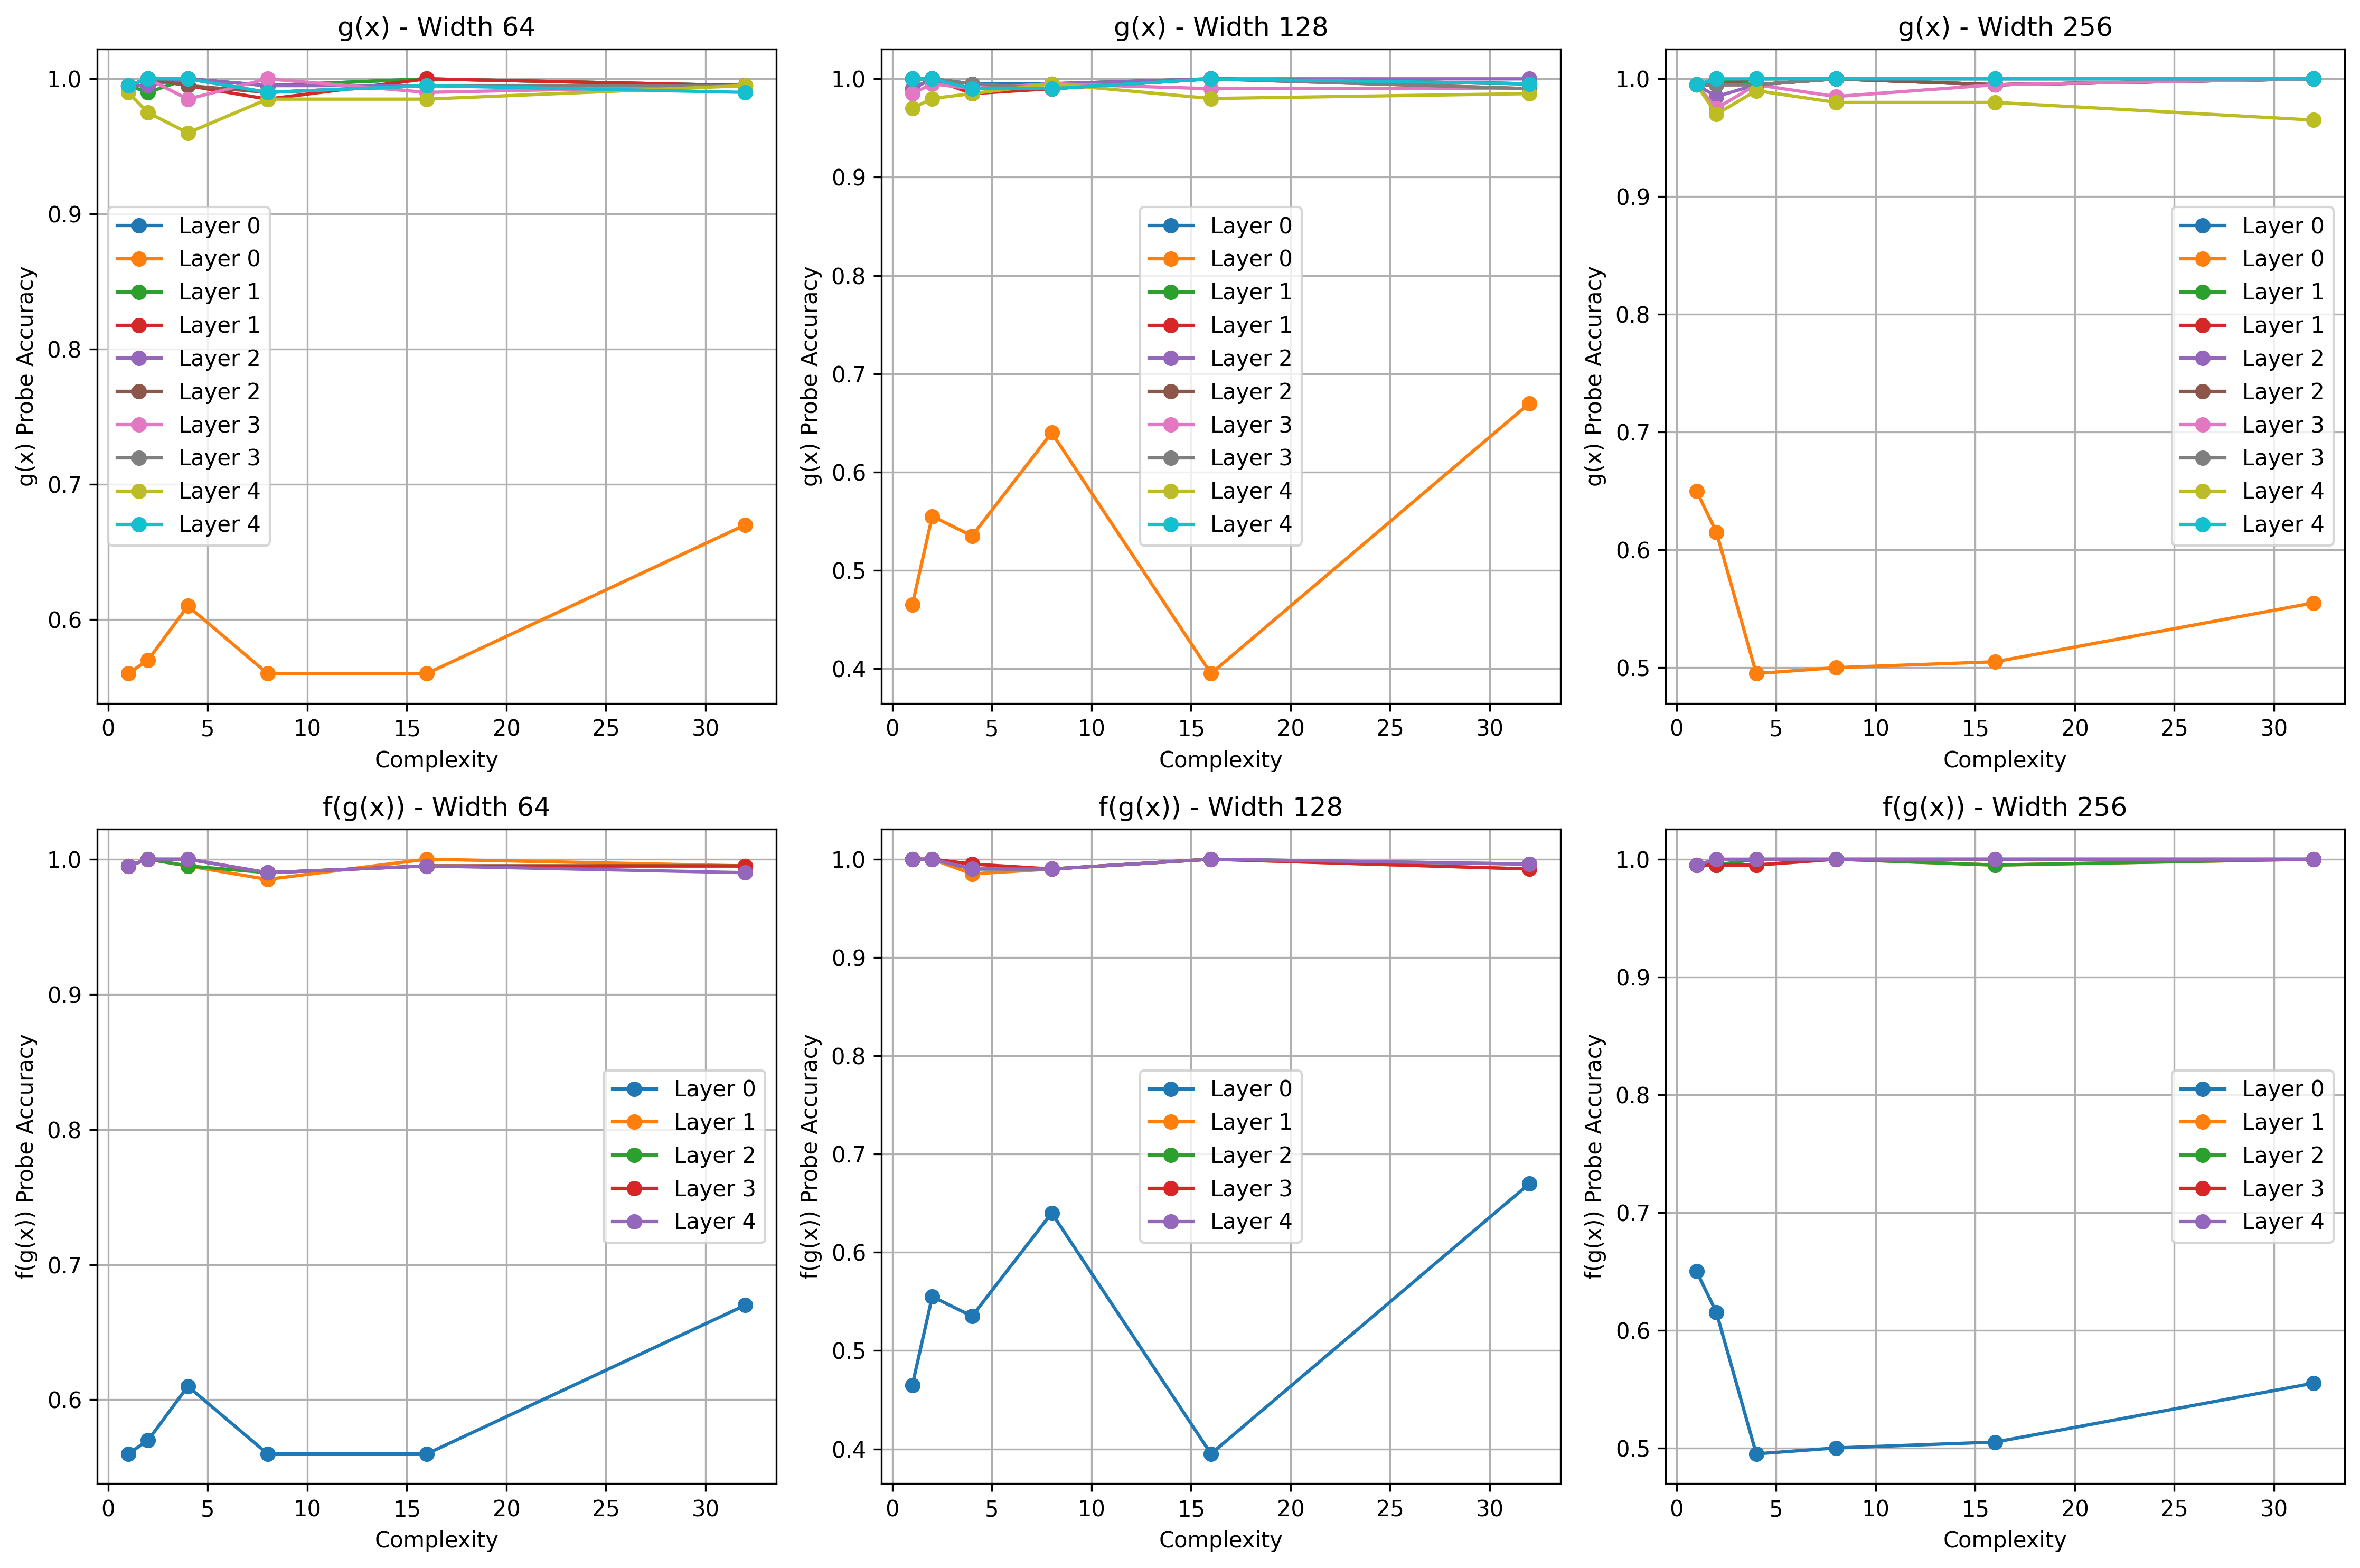 g(x) - Width 64
g(x) Probe Accuracy
1.0
0.9
0.8
0.7
0.6
Layer 0
Layer 0
Layer 1
Layer 1
Layer 2
Layer 2
Layer 3
Layer 3
Layer 4
Layer 4
0 5 10 15 20 25 30
Complexity
g(x) - Width 128
g(x) Probe Accuracy
1.0
0.9
0.8
0.7
0.6
0.5
0.4
Layer 0
Layer 0
Layer 1
Layer 1
Layer 2
Layer 2
Layer 3
Layer 3
Layer 4
Layer 4
0 5 10 15 20 25 30
Complexity
g(x) - Width 256
g(x) Probe Accuracy
1.0
0.9
0.8
0.7
0.6
0.5
Layer 0
Layer 0
Layer 1
Layer 1
Layer 2
Layer 2
Layer 3
Layer 3
Layer 4
Layer 4
0 5 10 15 20 25 30
Complexity
f(g(x)) - Width 64
f(g(x)) Probe Accuracy
1.0
0.9
0.8
0.7
0.6
Layer 0
Layer 1
Layer 2
Layer 3
Layer 4
0 5 10 15 20 25 30
Complexity
f(g(x)) - Width 128
f(g(x)) Probe Accuracy
1.0
0.9
0.8
0.7
0.6
0.5
0.4
Layer 0
Layer 1
Layer 2
Layer 3
Layer 4
0 5 10 15 20 25 30
Complexity
f(g(x)) - Width 256
f(g(x)) Probe Accuracy
1.0
0.9
0.8
0.7
0.6
0.5
Layer 0
Layer 1
Layer 2
Layer 3
Layer 4
0 5 10 15 20 25 30
Complexity